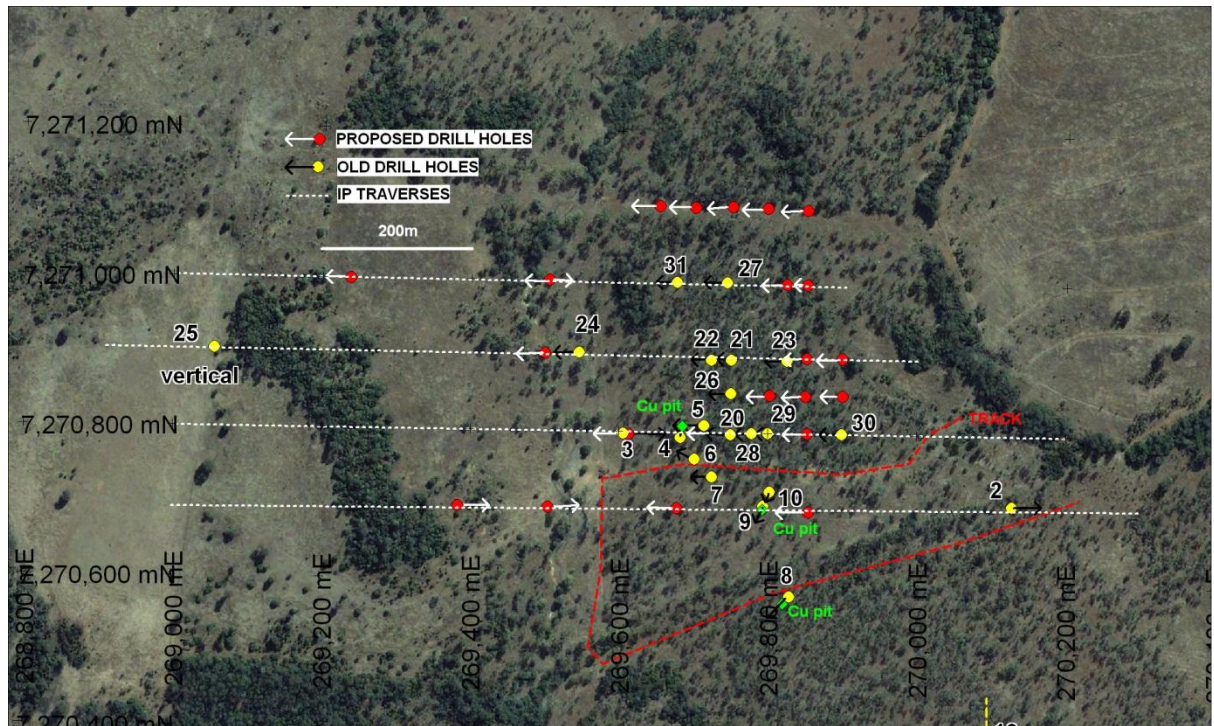 7,271,200 mN
PROPOSED DRILL HOLES
OLD DRILL HOLES
IP TRAVERSES
200m
7,271,000 mN
31
27
25
vertical
24
22
21
23
26
Cu pit
5
29
TRACK
7,270,800 mN
3
4
20
28
30
6
7
10
9
Cu pit
2
7,270,600 mN
8
Cu pit
268,800 mE
269,000 mE
269,200 mE
269,400 mE
269,600 mE
269,800 mE
270,000 mE
270,200 mE
7,270,400 mN